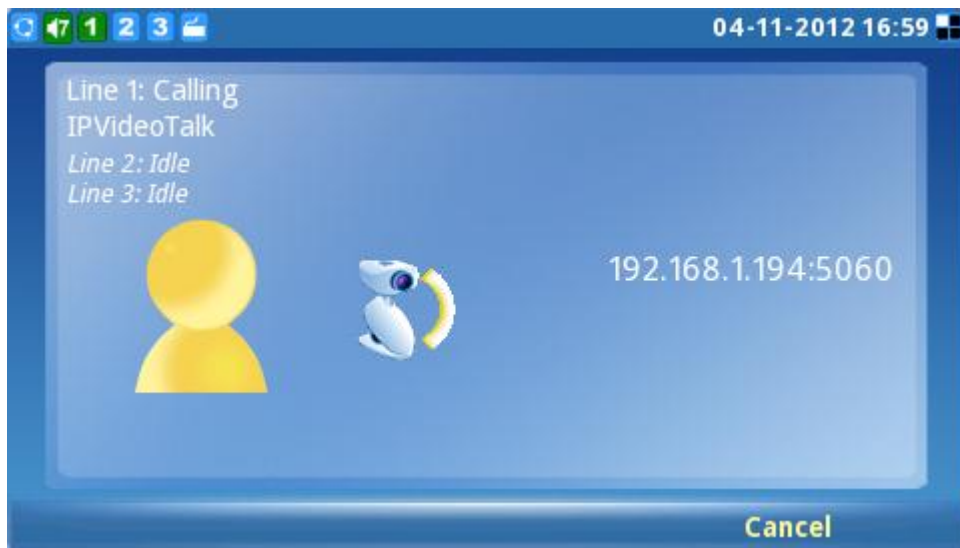 7 1 2 3 04-11-2012 16:59
Line 1: Calling
IPVideoTalk
Line 2: Idle
Line 3: Idle
192.168.1.194:5060
Cancel